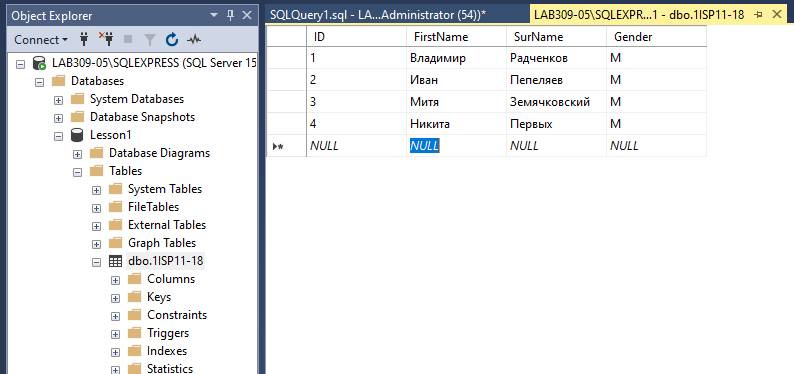 Object Explorer
Connect
LAB309-05\SQLEXPRESS (SQL Server 15
Databases
System Databases
Database Snapshots
Lesson1
Database Diagrams
Tables
System Tables
FileTables
External Tables
Graph Tables
dbo.1ISP11-18
Columns
Keys
Constraints
Triggers
Indexes
Statistics
SQLQuery1.sql - LA...Administrator (54))*
LAB309-05\SQLEXPR...1 - dbo.1ISP11-18
ID FirstName SurName Gender
1 Владимир Радченков М
2 Иван Пепеляев М
3 Митя Земячковский М
4 Никита Первых М
NULL NULL NULL NULL